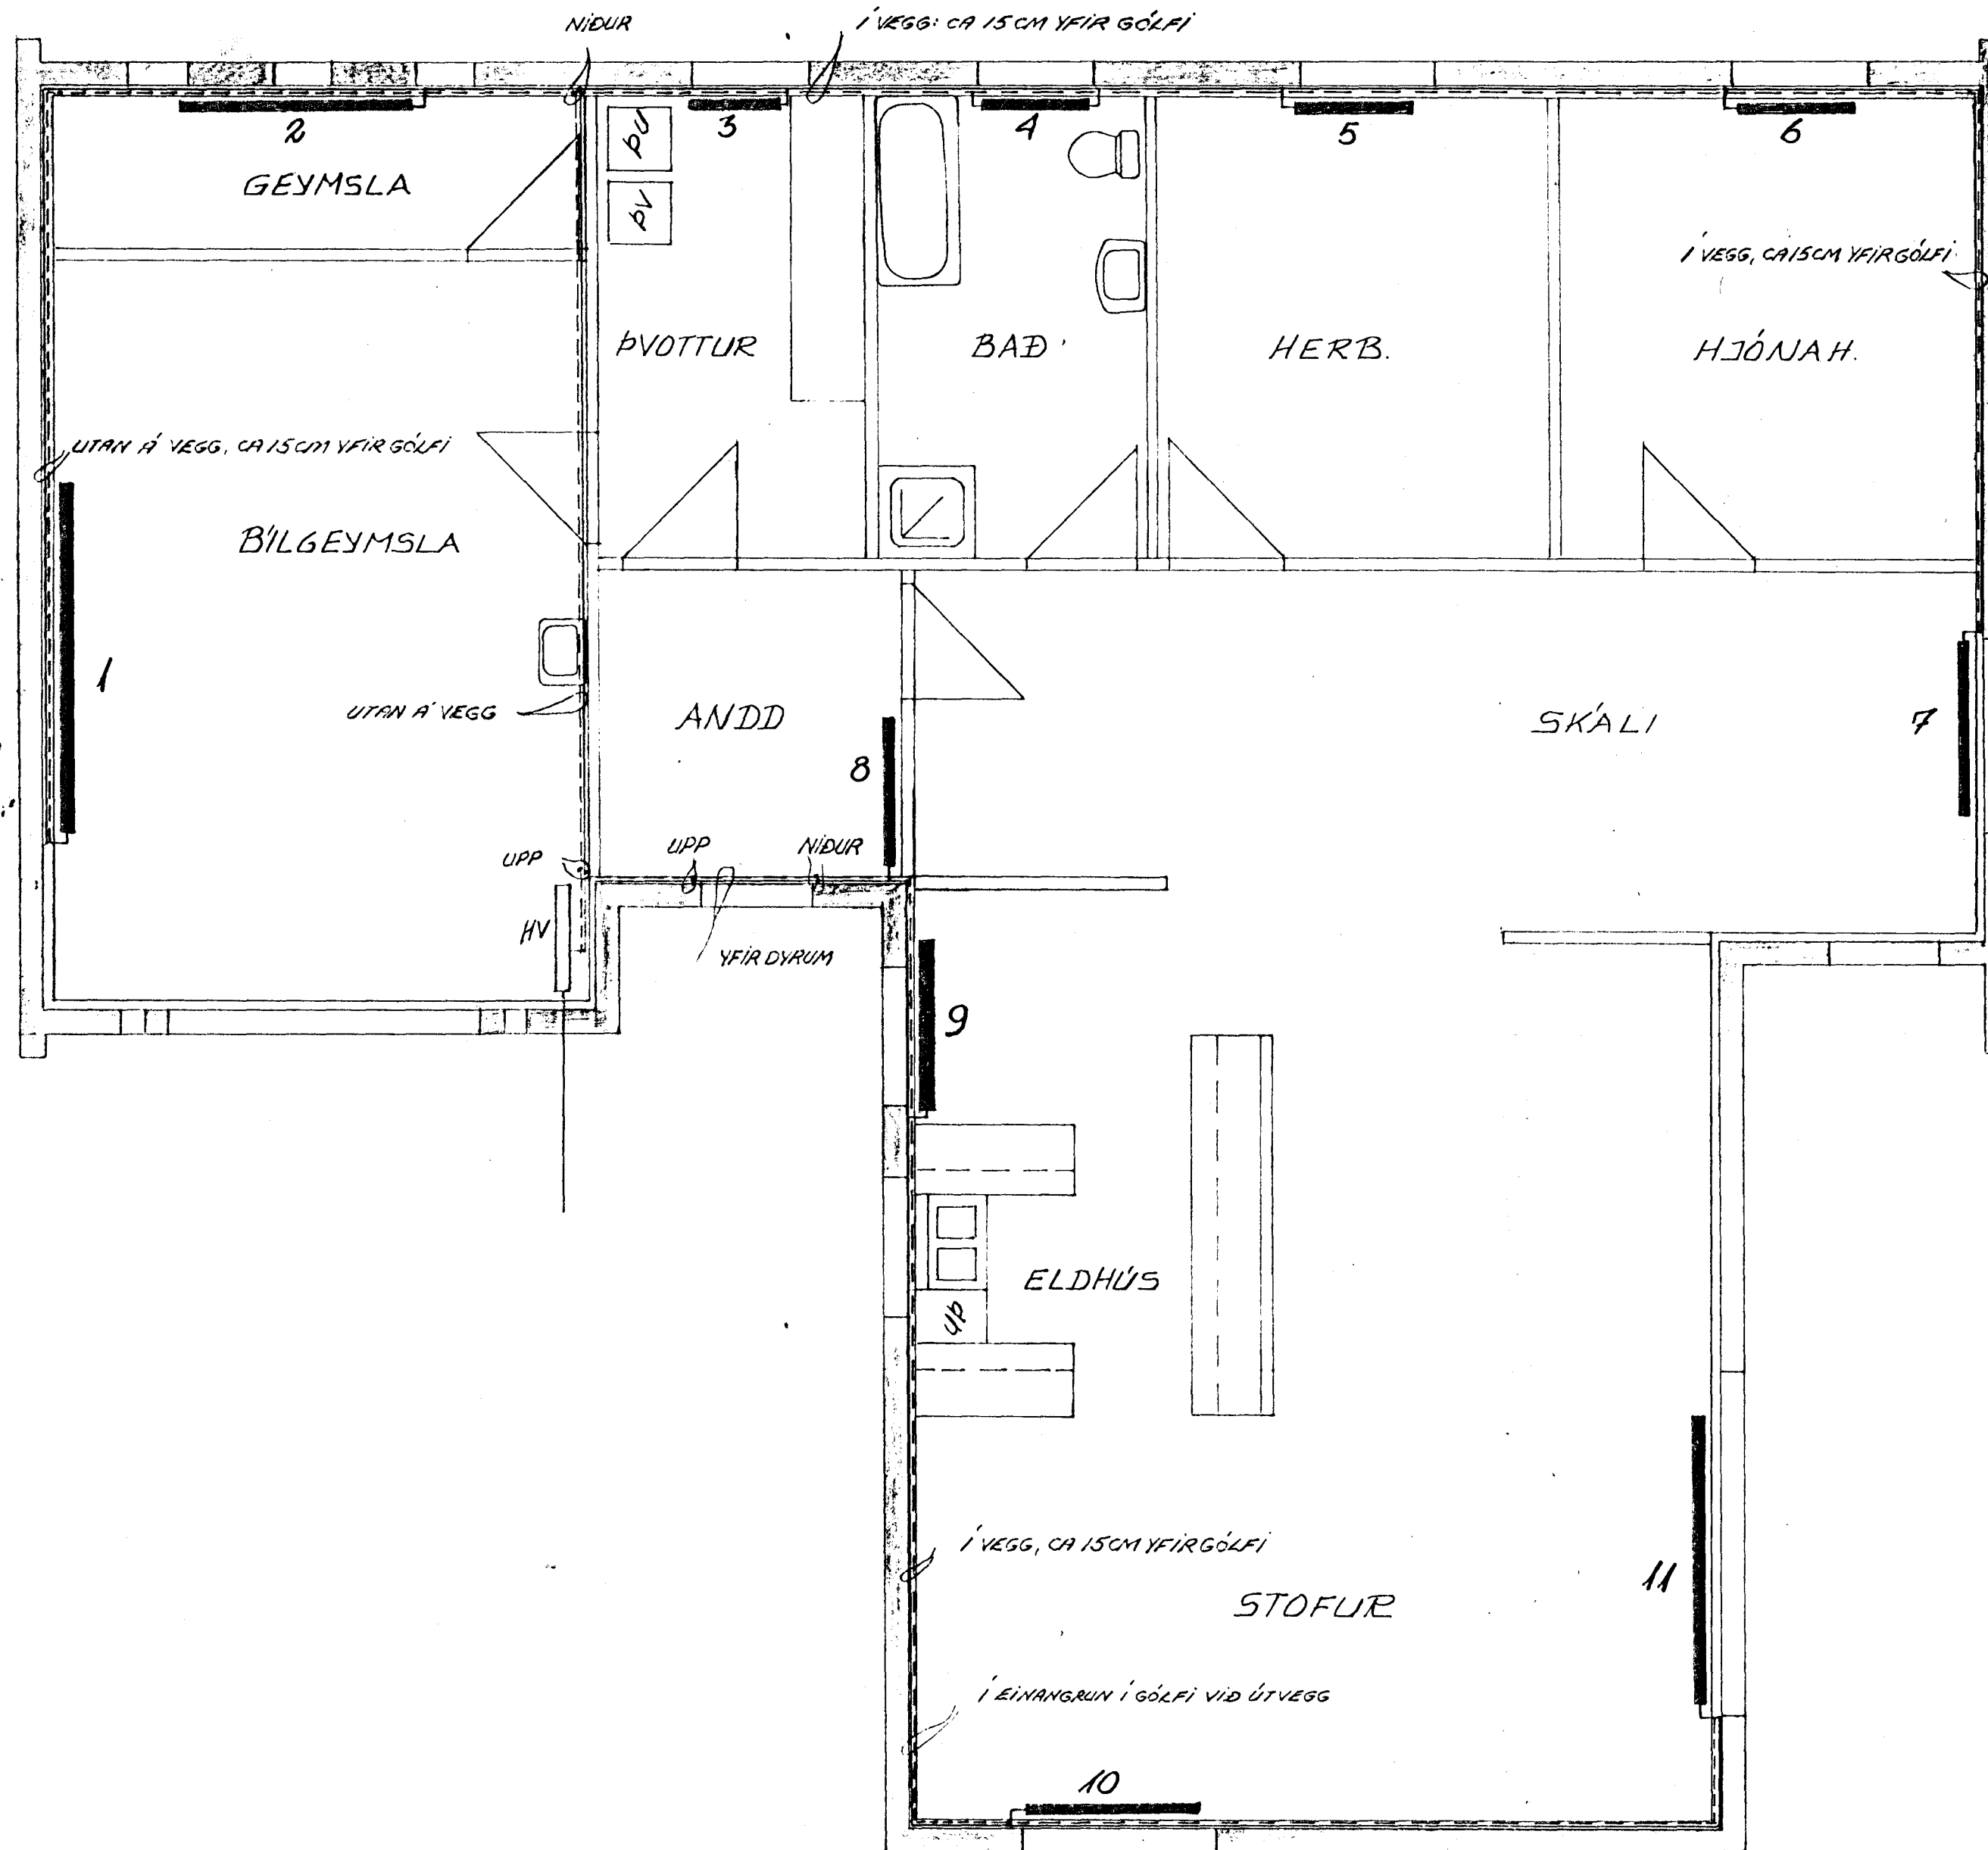 NIÐUR
Í VEGG: CA 15 CM YFIR GÓLFI
2
3
4
5
6
ÞU
ÞV
GEYMSLA
Í VEGG, CA 15CM YFIR GÓLFI
ÞVOTTUR
BAÐ
HERB.
HJÓNAH.
UTAN Á VEGG, CA 15CM YFIR GÓLFI
BÍLGEYMSLA
1
UTAN Á VEGG
ANDD
SKÁLI
7
8
UPP
UPP
NIÐUR
HV
YFIR DYRUM
9
ELDHÚS
UÞ
Í VEGG, CA 15CM YFIR GÓLFI
11
STOFUR
Í EINANGRUN Í GÓLFI VIÐ ÚTVEGG
10